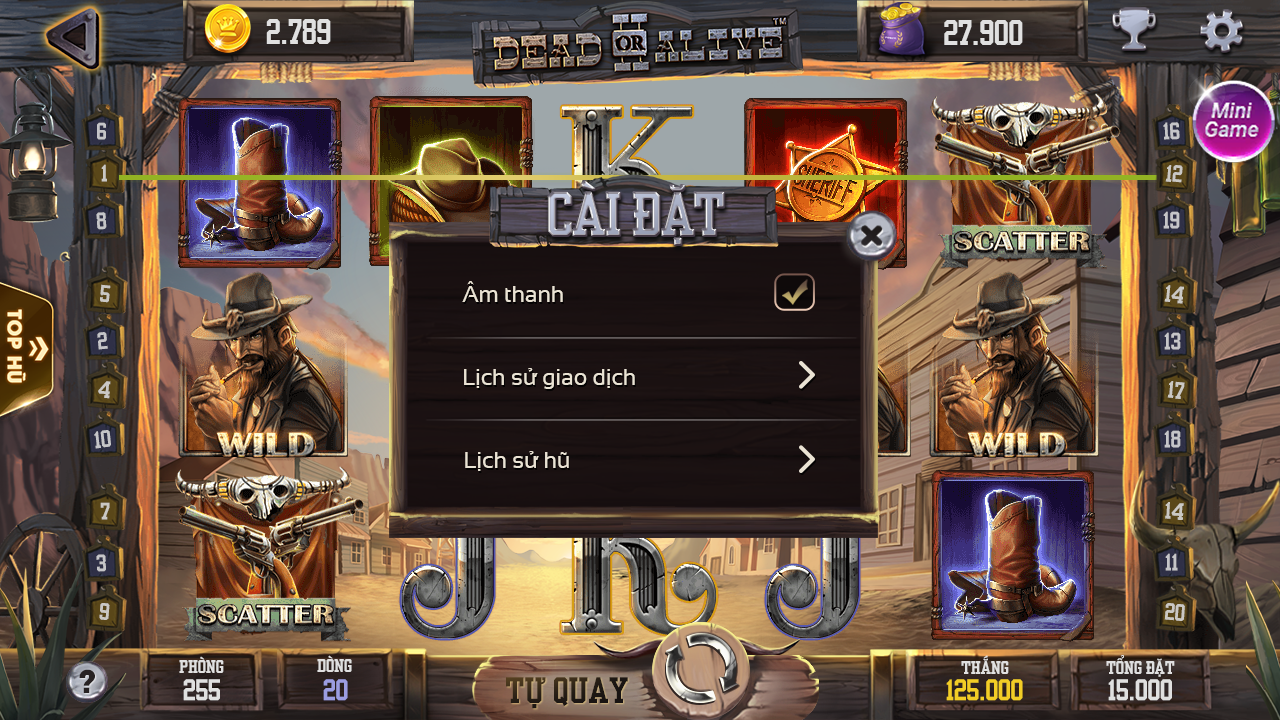 2.789
DEAD OR ALIVE II ™
27.900
Mini
Game
6
1
8
5
2
4
10
7
3
9
16
12
19
14
13
17
18
14
11
20
K
SHERIFF
SCATTER
CÀI ĐẶT
Âm thanh
Lịch sử giao dịch
Lịch sử hũ
TOP HŨ
WILD
WILD
SCATTER
J
K
J
?
PHÒNG
255
DÒNG
20
TỰ QUAY
THẮNG
125.000
TỔNG ĐẶT
15.000